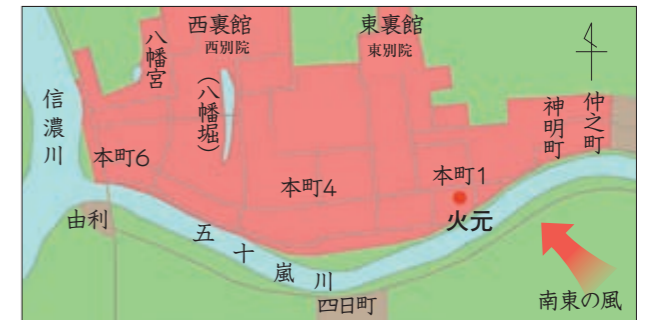 西裏館
西別院
東裏館
東別院
八幡宮
(八幡堀)
信濃川
仲之町
神明町
本町6
本町4
本町1
火元
由利
五十嵐川
四日町
南東の風